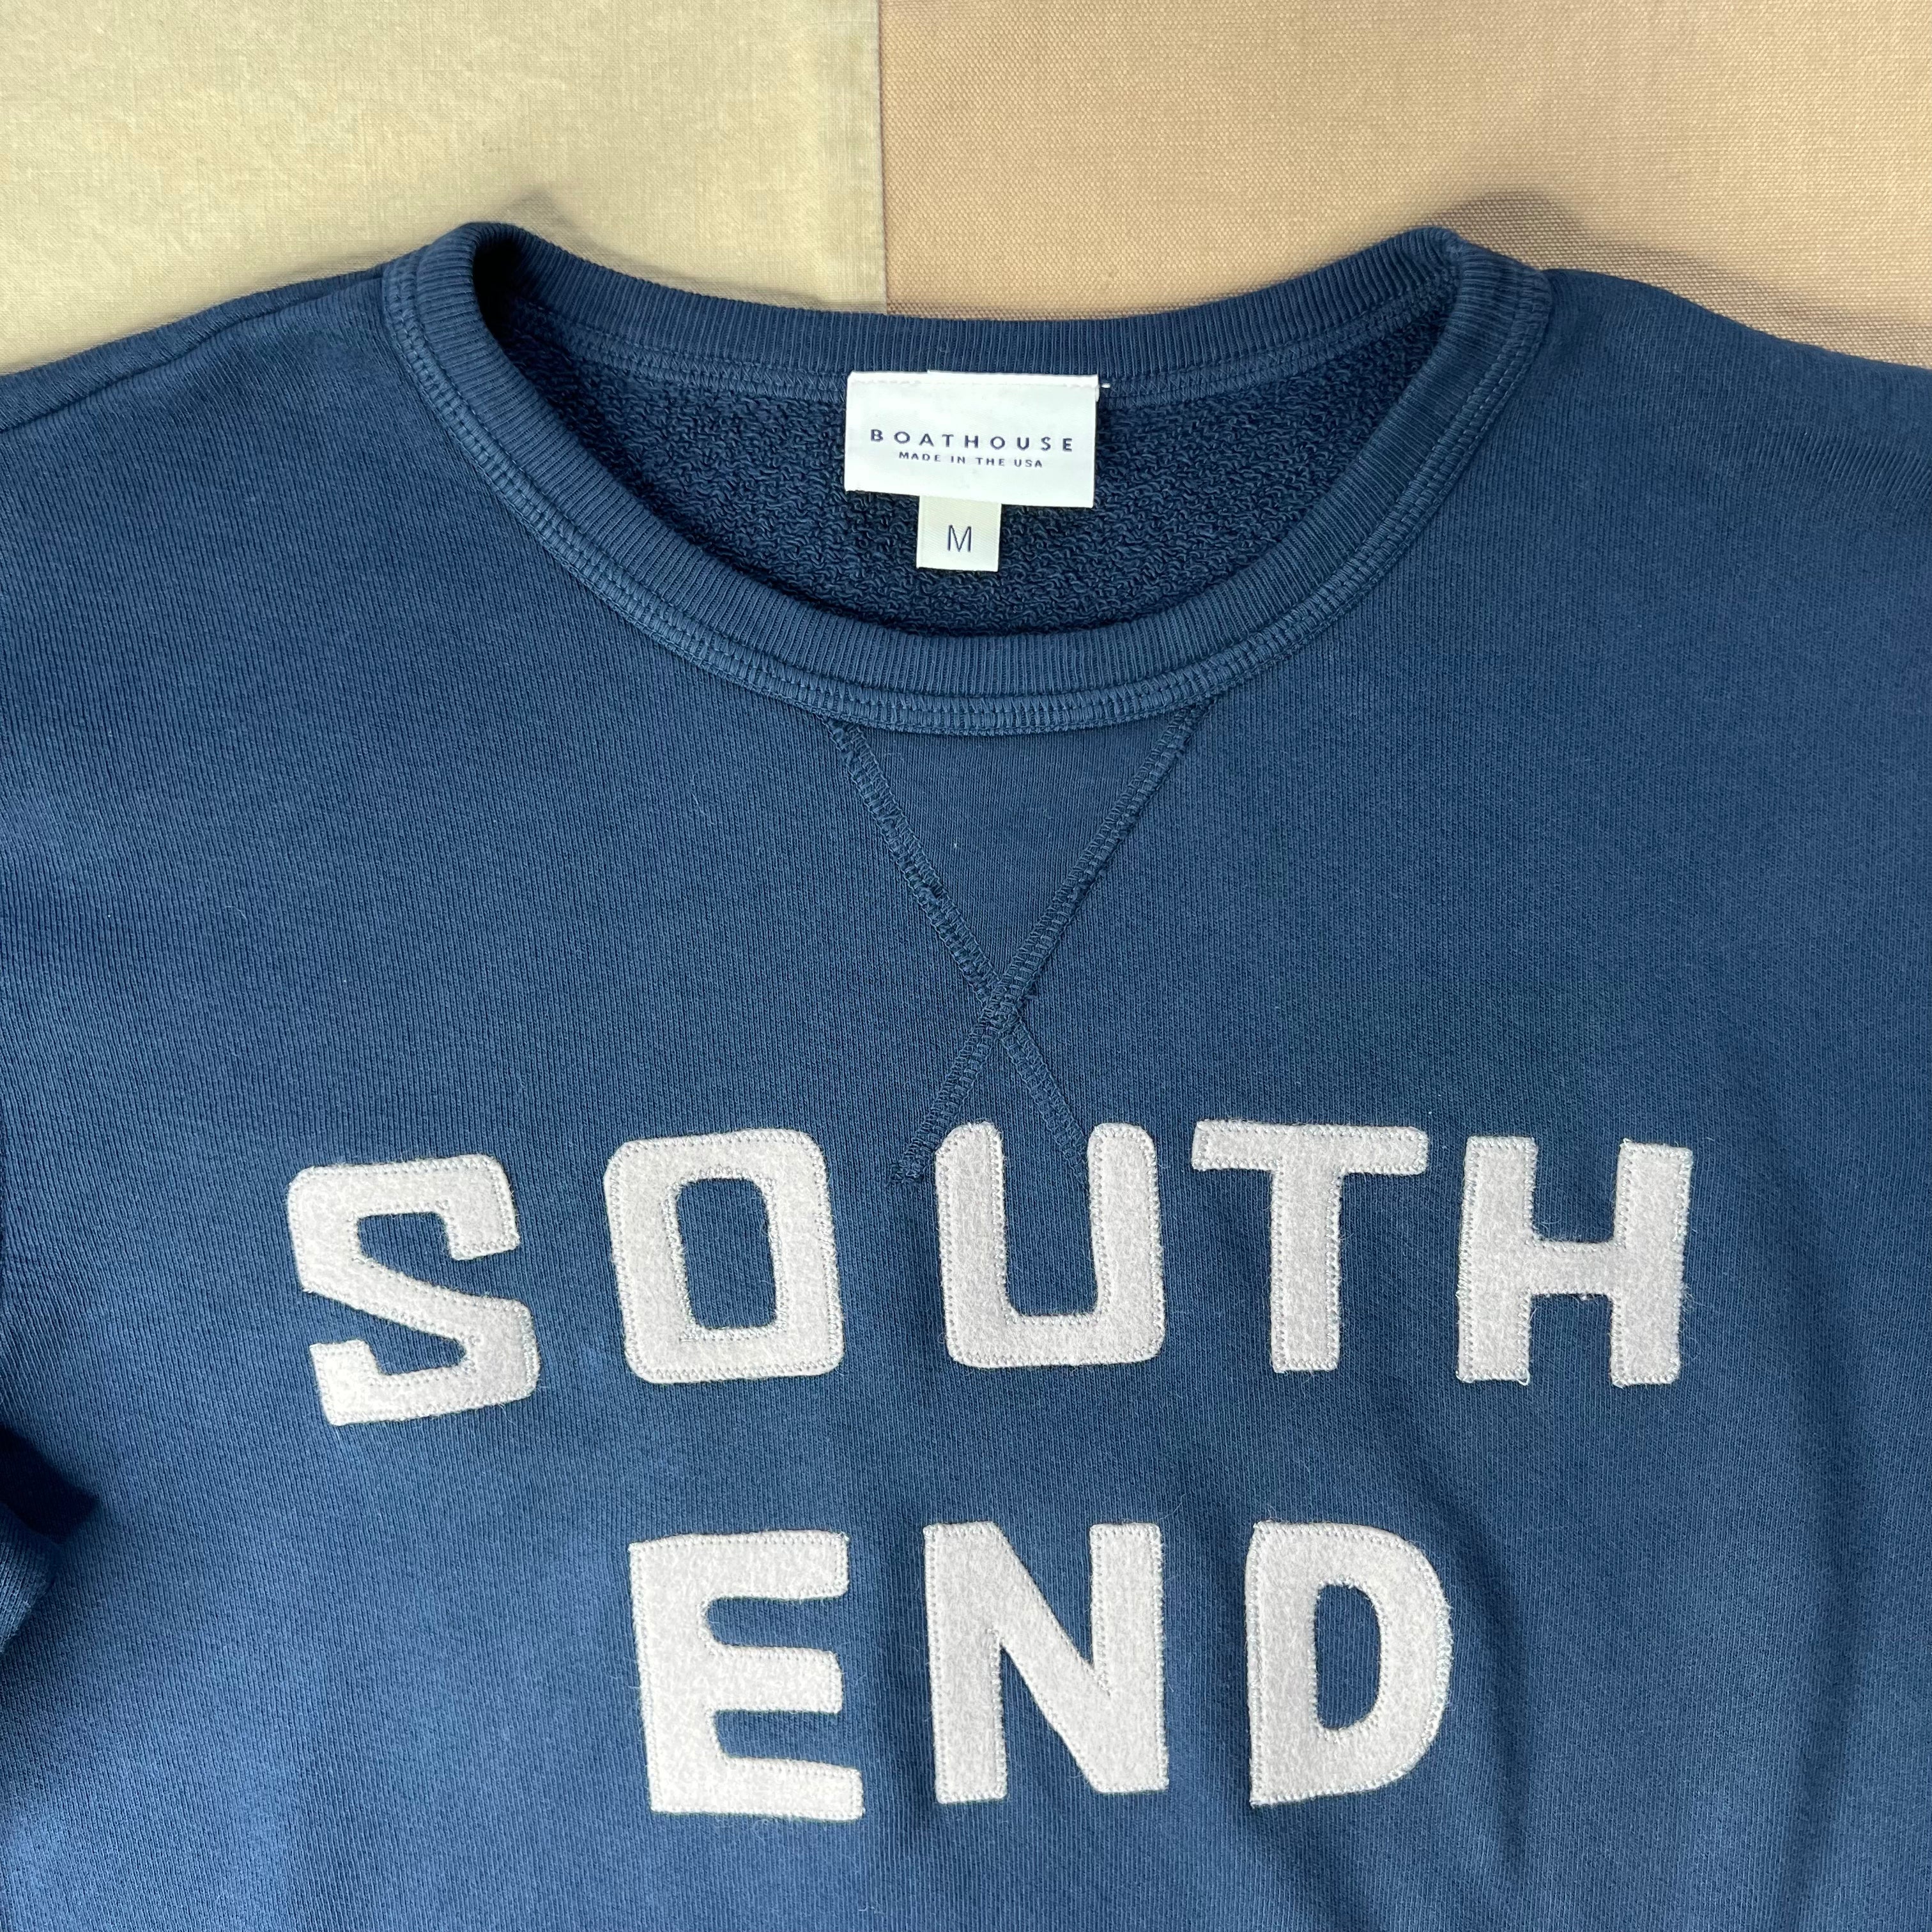 BOATHOUSE
MADE IN THE USA
M
SOUTH
END